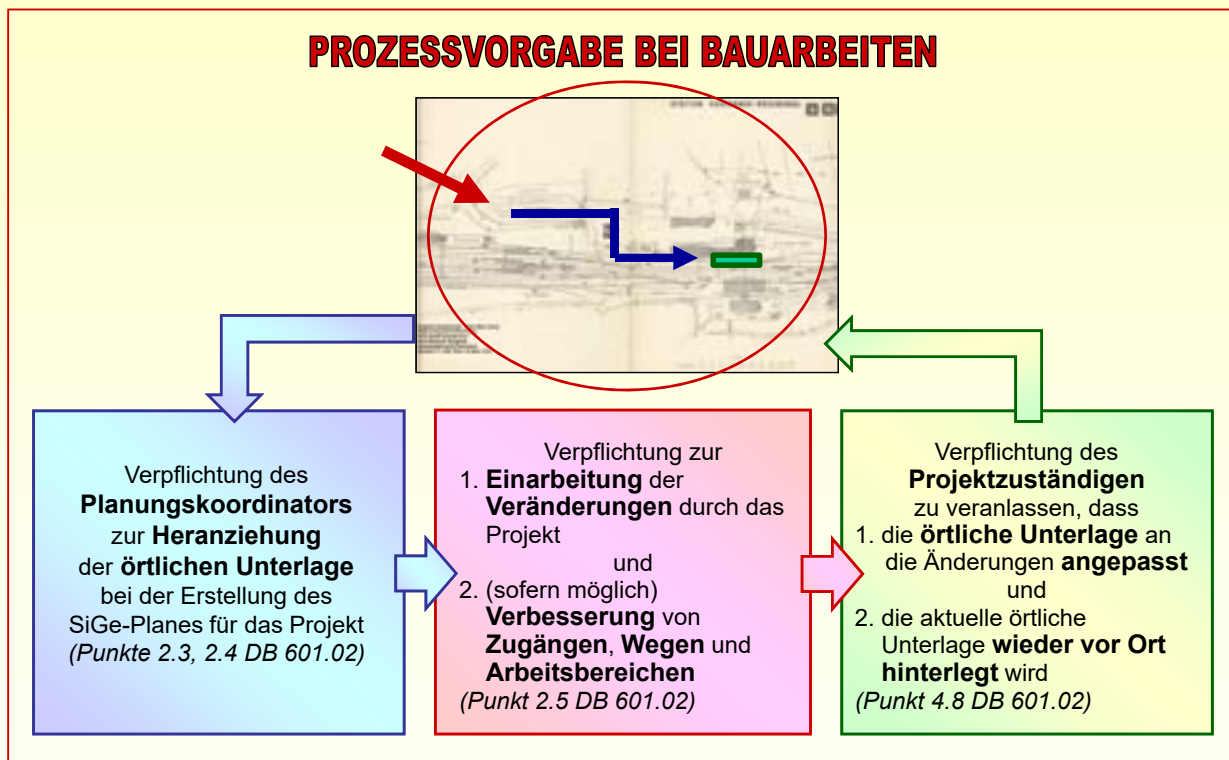 PROZESSVORGABE BEI BAUARBEITEN
Verpflichtung des
Planungskoordinators
zur Heranziehung
der örtlichen Unterlage
bei der Erstellung des
SiGe-Planes für das Projekt
(Punkte 2.3, 2.4 DB 601.02)
Verpflichtung zur
1. Einarbeitung der
Veränderungen durch das
Projekt
und
2. (sofern möglich)
Verbesserung von
Zugängen, Wegen und
Arbeitsbereichen
(Punkt 2.5 DB 601.02)
Verpflichtung des
Projektzuständigen
zu veranlassen, dass
1. die örtliche Unterlage an
die Änderungen angepasst
und
2. die aktuelle örtliche
Unterlage wieder vor Ort
hinterlegt wird
(Punkt 4.8 DB 601.02)